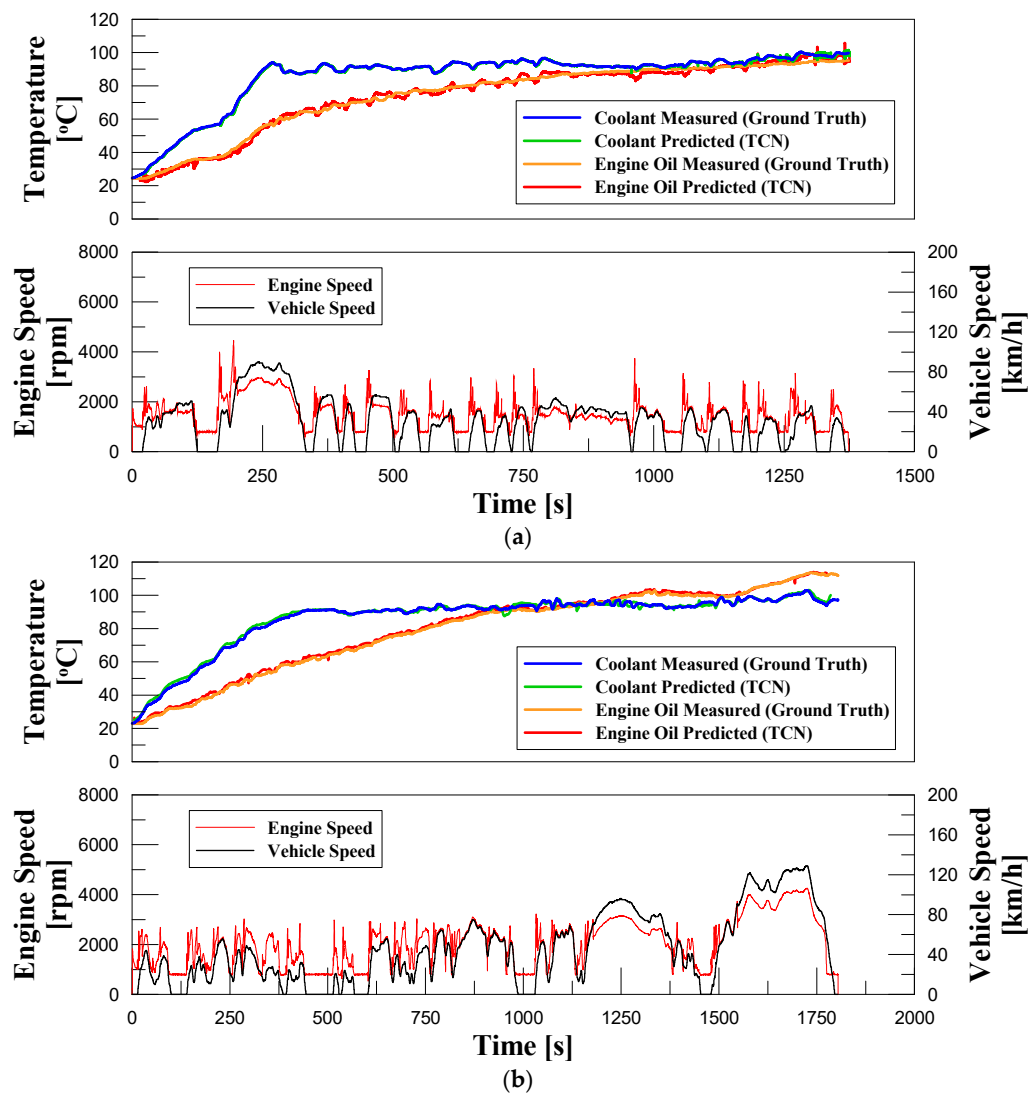 120
100
80
60
40
20
0
Temperature
[oC]
Coolant Measured (Ground Truth)
Coolant Predicted (TCN)
Engine Oil Measured (Ground Truth)
Engine Oil Predicted (TCN)
8000
6000
4000
2000
0
Engine Speed
[rpm]
Engine Speed
Vehicle Speed
200
160
120
80
40
0
Vehicle Speed
[km/h]
0 250 500 750 1000 1250 1500
Time [s]
(a)
120
100
80
60
40
20
0
Temperature
[oC]
Coolant Measured (Ground Truth)
Coolant Predicted (TCN)
Engine Oil Measured (Ground Truth)
Engine Oil Predicted (TCN)
8000
6000
4000
2000
0
Engine Speed
[rpm]
Engine Speed
Vehicle Speed
200
160
120
80
40
0
Vehicle Speed
[km/h]
0 250 500 750 1000 1250 1500 1750 2000
Time [s]
(b)